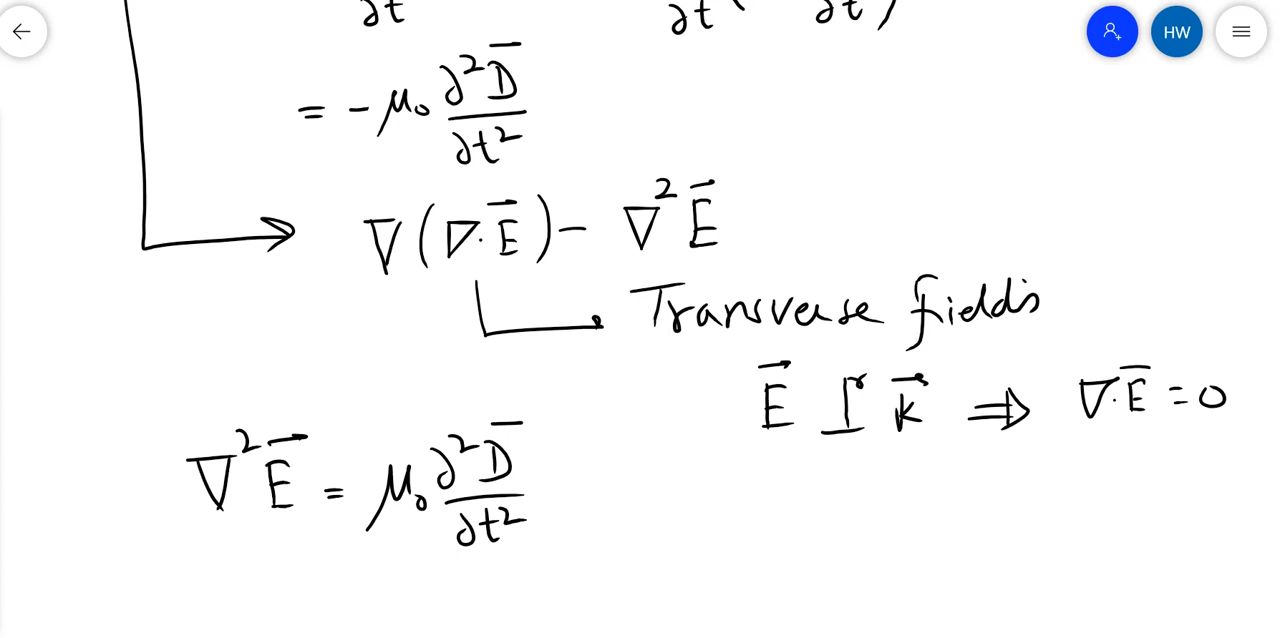 ∂t ∂t ( ∂t )
HW
= - μ₀ ∂²D̅/∂t²
∇(∇·E⃗) - ∇²E⃗
Transverse fields
E⃗ ⊥r k⃗ ⇒ ∇·E̅ = 0
∇²E⃗ = μ₀ ∂²D̅/∂t²